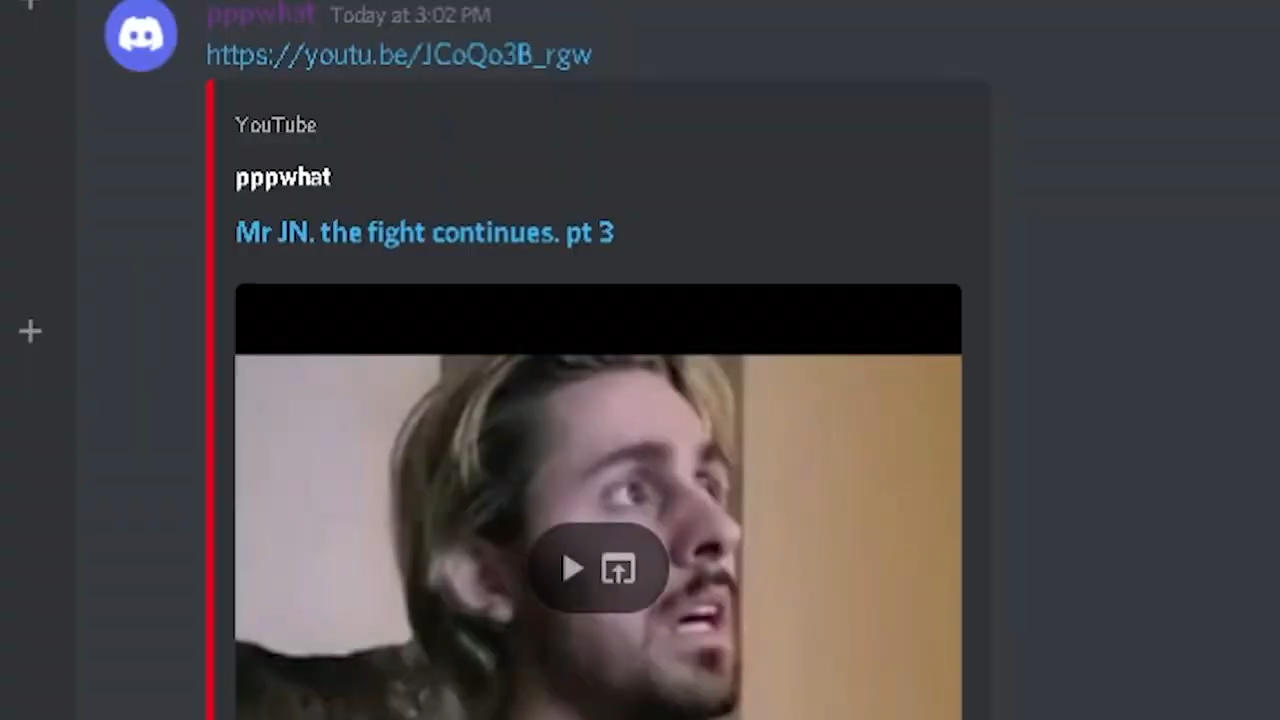 pppwhat Today at 3:02 PM
https://youtu.be/JCoQo3B_rgw
YouTube
pppwhat
Mr JN. the fight continues. pt 3